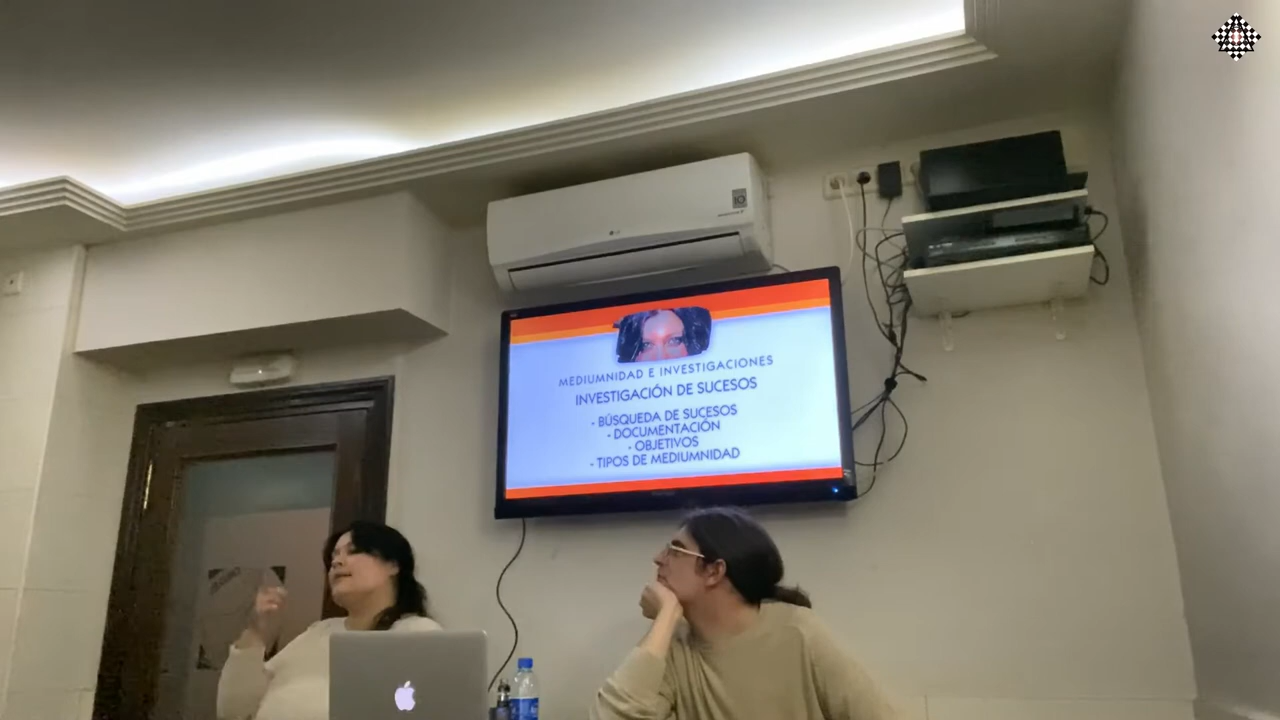 LG
MEDIUMNIDAD E INVESTIGACIONES
INVESTIGACIÓN DE SUCESOS
- BÚSQUEDA DE SUCESOS
- DOCUMENTACIÓN
- OBJETIVOS
- TIPOS DE MEDIUMNIDAD